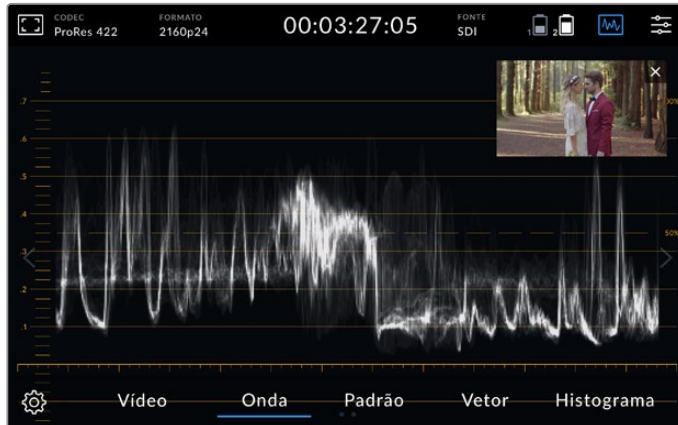 CODEC
ProRes 422
FORMATO
2160p24
00:03:27:05
FONTE
SDI
1
2
.7
.6
.5
.4
50%
.3
.2
.1
Vídeo
Onda
Padrão
Vetor
Histograma